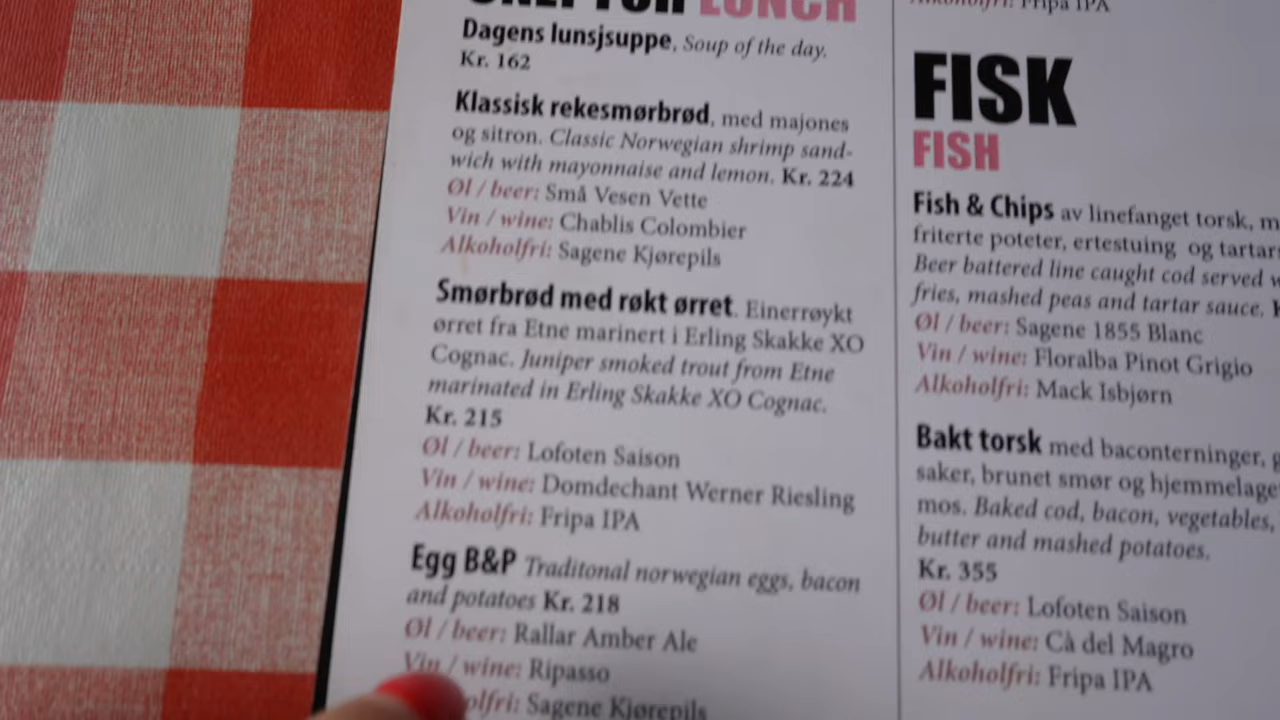 LUNCH
Dagens lunsjsuppe, Soup of the day.
Kr. 162
Klassisk rekesmørbrød, med majones
og sitron. Classic Norwegian shrimp sand-
wich with mayonnaise and lemon. Kr. 224
Øl / beer: Små Vesen Vette
Vin / wine: Chablis Colombier
Alkoholfri: Sagene Kjørepils
Smørbrød med røkt ørret. Einerrøykt
ørret fra Etne marinert i Erling Skakke XO
Cognac. Juniper smoked trout from Etne
marinated in Erling Skakke XO Cognac.
Kr. 215
Øl / beer: Lofoten Saison
Vin / wine: Domdechant Werner Riesling
Alkoholfri: Fripa IPA
Egg B&P Traditonal norwegian eggs, bacon
and potatoes Kr. 218
Øl / beer: Rallar Amber Ale
Vin / wine: Ripasso
olfri: Sagene Kjørepils
Alkoholfri: Fripa IPA
FISK
FISH
Fish & Chips av linefanget torsk, m
friterte poteter, ertestuing og tartar
Beer battered line caught cod served w
fries, mashed peas and tartar sauce. K
Øl / beer: Sagene 1855 Blanc
Vin / wine: Floralba Pinot Grigio
Alkoholfri: Mack Isbjørn
Bakt torsk med baconterninger, g
saker, brunet smør og hjemmelage
mos. Baked cod, bacon, vegetables,
butter and mashed potatoes.
Kr. 355
Øl / beer: Lofoten Saison
Vin / wine: Cà del Magro
Alkoholfri: Fripa IPA